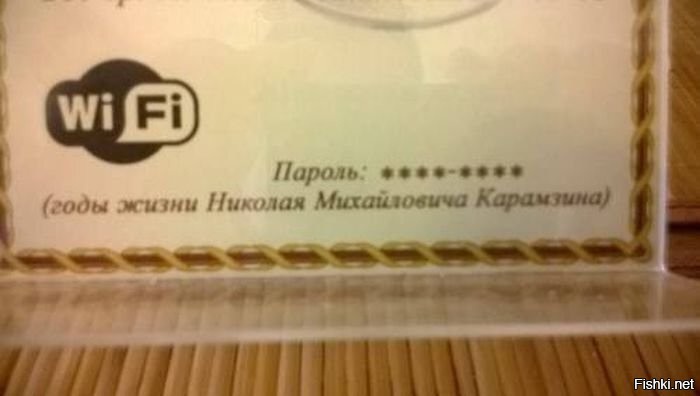 Wi Fi
Пароль: ****-****
(годы жизни Николая Михайловича Карамзина)
Fishki.net